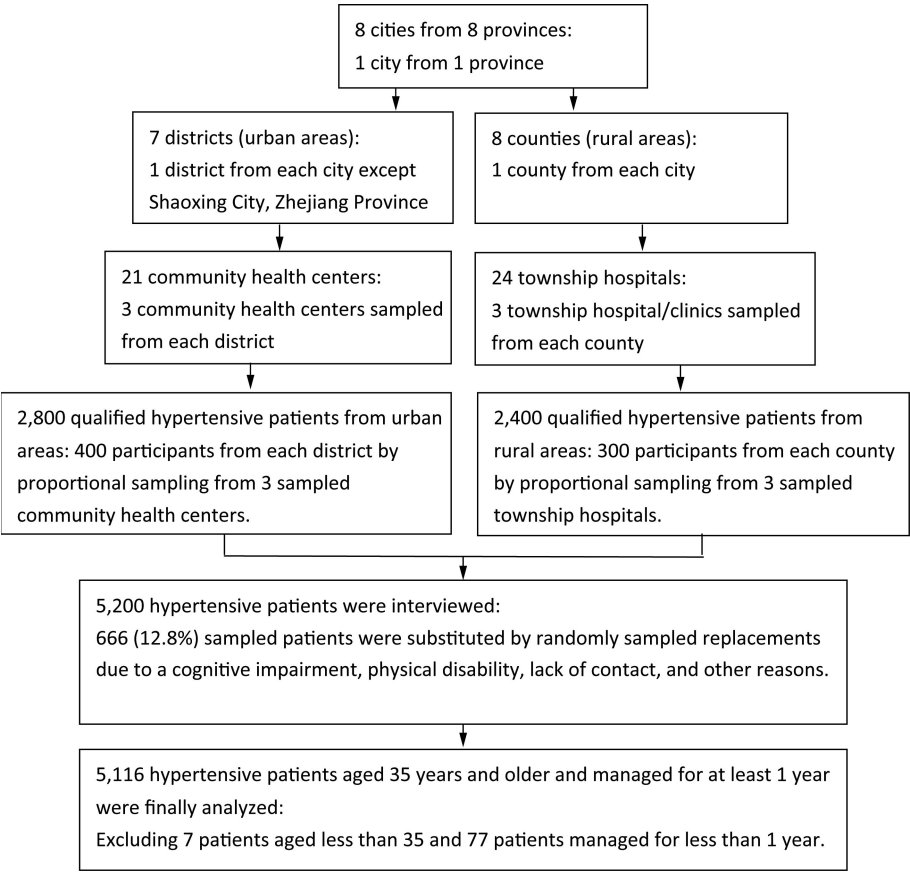 8 cities from 8 provinces:
1 city from 1 province
7 districts (urban areas):
1 district from each city except
Shaoxing City, Zhejiang Province
8 counties (rural areas):
1 county from each city
21 community health centers:
3 community health centers sampled
from each district
24 township hospitals:
3 township hospital/clinics sampled
from each county
2,800 qualified hypertensive patients from urban
areas: 400 participants from each district by
proportional sampling from 3 sampled
community health centers.
2,400 qualified hypertensive patients from
rural areas: 300 participants from each county
by proportional sampling from 3 sampled
township hospitals.
5,200 hypertensive patients were interviewed:
666 (12.8%) sampled patients were substituted by randomly sampled replacements
due to a cognitive impairment, physical disability, lack of contact, and other reasons.
5,116 hypertensive patients aged 35 years and older and managed for at least 1 year
were finally analyzed:
Excluding 7 patients aged less than 35 and 77 patients managed for less than 1 year.